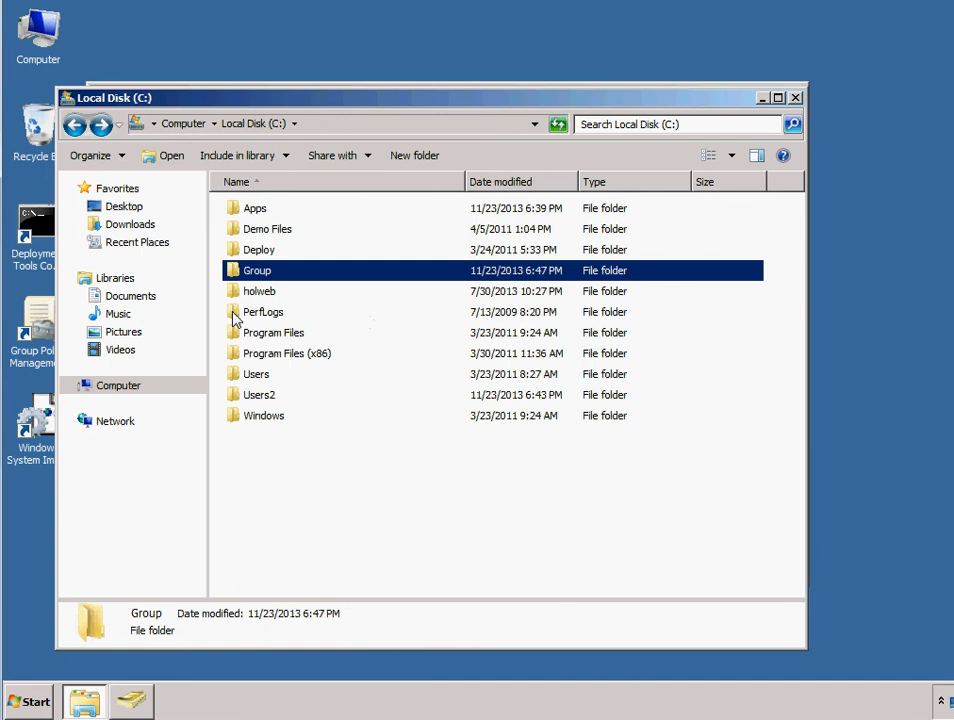 Computer
Local Disk (C:)
Computer Local Disk (C:)
Search Local Disk (C:)
Organize Open Include in library Share with New folder
Recycle
Favorites
Desktop
Downloads
Recent Places
Libraries
Documents
Music
Pictures
Videos
Computer
Network
Name Date modified Type Size
Apps 11/23/2013 6:39 PM File folder
Demo Files 4/5/2011 1:04 PM File folder
Deploy 3/24/2011 5:33 PM File folder
Group 11/23/2013 6:47 PM File folder
holweb 7/30/2013 10:27 PM File folder
PerfLogs 7/13/2009 8:20 PM File folder
Program Files 3/23/2011 9:24 AM File folder
Program Files (x86) 3/30/2011 11:36 AM File folder
Users 3/23/2011 8:27 AM File folder
Users2 11/23/2013 6:43 PM File folder
Windows 3/23/2011 9:24 AM File folder
C:\
Deployme
Tools Co..
Group Pol
Managem
Window
System Im
Group Date modified: 11/23/2013 6:47 PM
File folder
Start